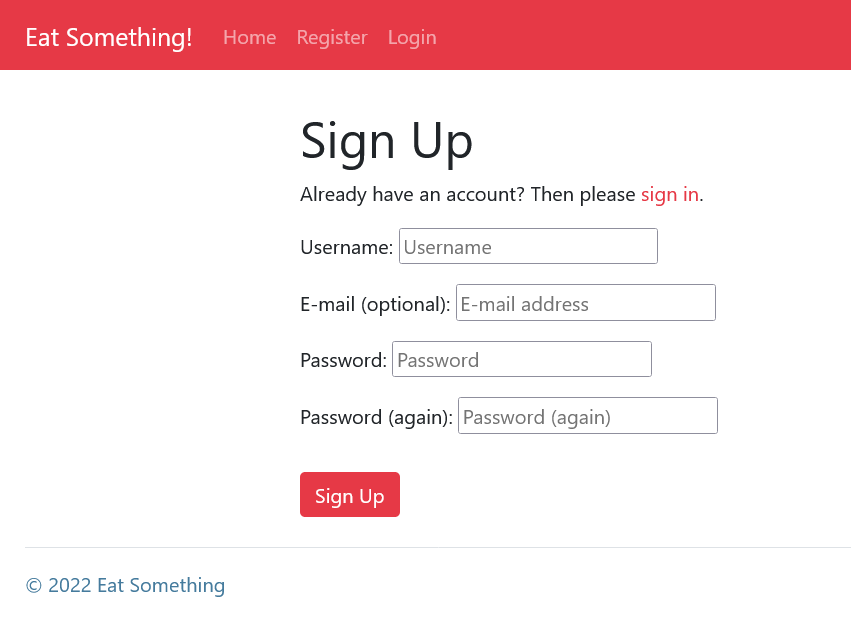 Eat Something! Home Register Login
Sign Up
Already have an account? Then please sign in.
Username: Username
E-mail (optional): E-mail address
Password: Password
Password (again): Password (again)
Sign Up
© 2022 Eat Something